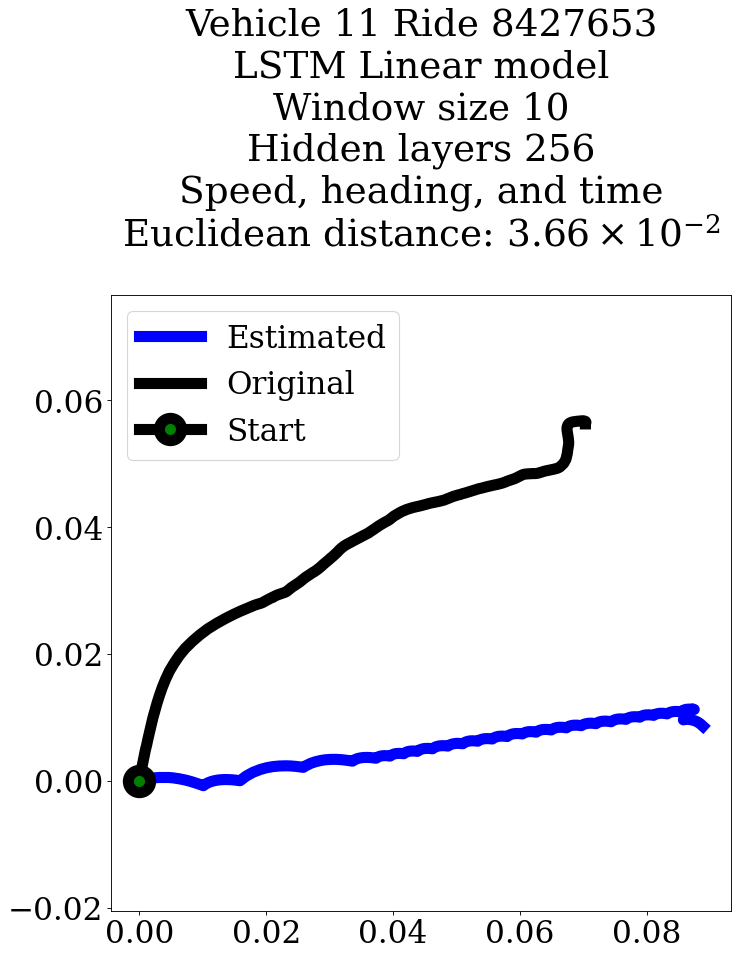 Vehicle 11 Ride 8427653
LSTM Linear model
Window size 10
Hidden layers 256
Speed, heading, and time
Euclidean distance: 3.66 × 10⁻²
Estimated
Original
Start
0.06
0.04
0.02
0.00
−0.02
0.00 0.02 0.04 0.06 0.08